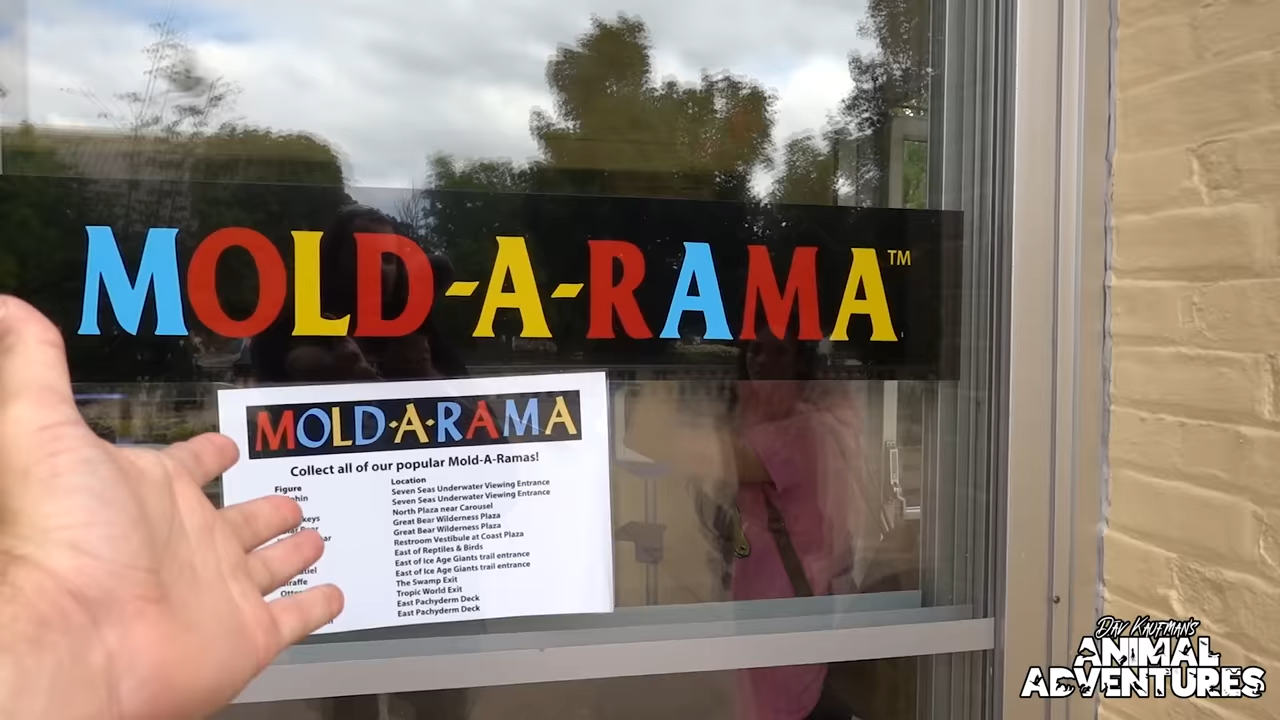 MOLD-A-RAMA™
MOLD-A-RAMA
Collect all of our popular Mold-A-Ramas!
Figure
Location
Seven Seas Underwater Viewing Entrance
Seven Seas Underwater Viewing Entrance
North Plaza near Carousel
Great Bear Wilderness Plaza
Great Bear Wilderness Plaza
Restroom Vestibule at Coast Plaza
East of Reptiles & Birds
East of Ice Age Giants trail entrance
East of Ice Age Giants trail entrance
The Swamp Exit
Tropic World Exit
East Pachyderm Deck
East Pachyderm Deck
DAV KAUFMAN'S
ANIMAL
ADVENTURES